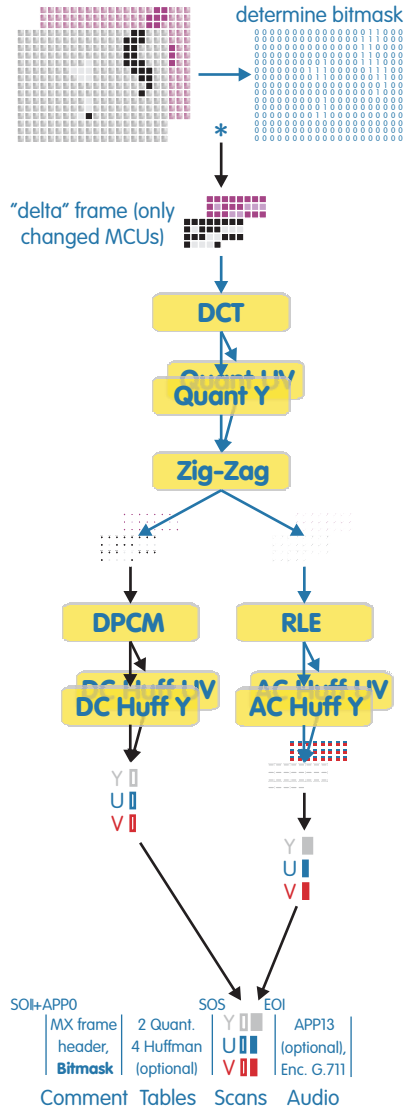 determine bitmask
*
"delta" frame (only
changed MCUs)
DCT
Quant UV
Quant Y
Zig-Zag
DPCM
RLE
DC Huff UV
DC Huff Y
AC Huff UV
AC Huff Y
Y
U
V
Y
U
V
SOI+APP0
SOS
EOI
MX frame
header,
Bitmask
2 Quant.
4 Huffman
(optional)
Y
U
V
APP13
(optional),
Enc. G.711
Comment
Tables
Scans
Audio